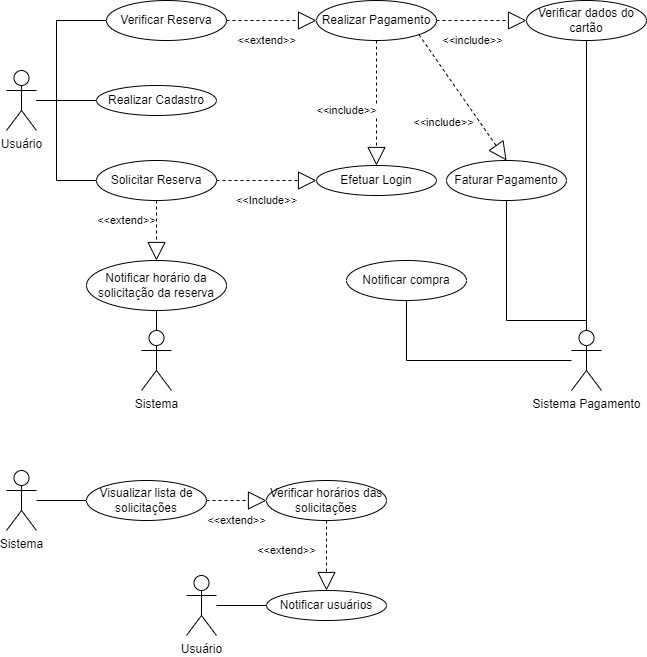 Verificar Reserva
Realizar Pagamento
Verificar dados do
cartão
<<extend>>
<<include>>
Realizar Cadastro
<<include>>
<<include>>
Usuário
Solicitar Reserva
Efetuar Login
Faturar Pagamento
<<Include>>
<<extend>>
Notificar horário da
solicitação da reserva
Notificar compra
Sistema
Sistema Pagamento
Visualizar lista de
solicitações
Verificar horários das
solicitações
<<extend>>
Sistema
<<extend>>
Notificar usuários
Usuário